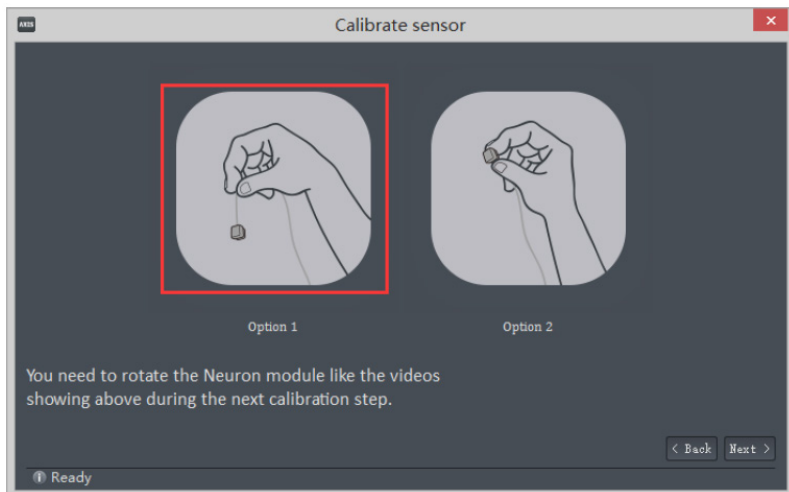 AXIS
Calibrate sensor
Option 1
Option 2
You need to rotate the Neuron module like the videos
showing above during the next calibration step.
< Back
Next >
Ready